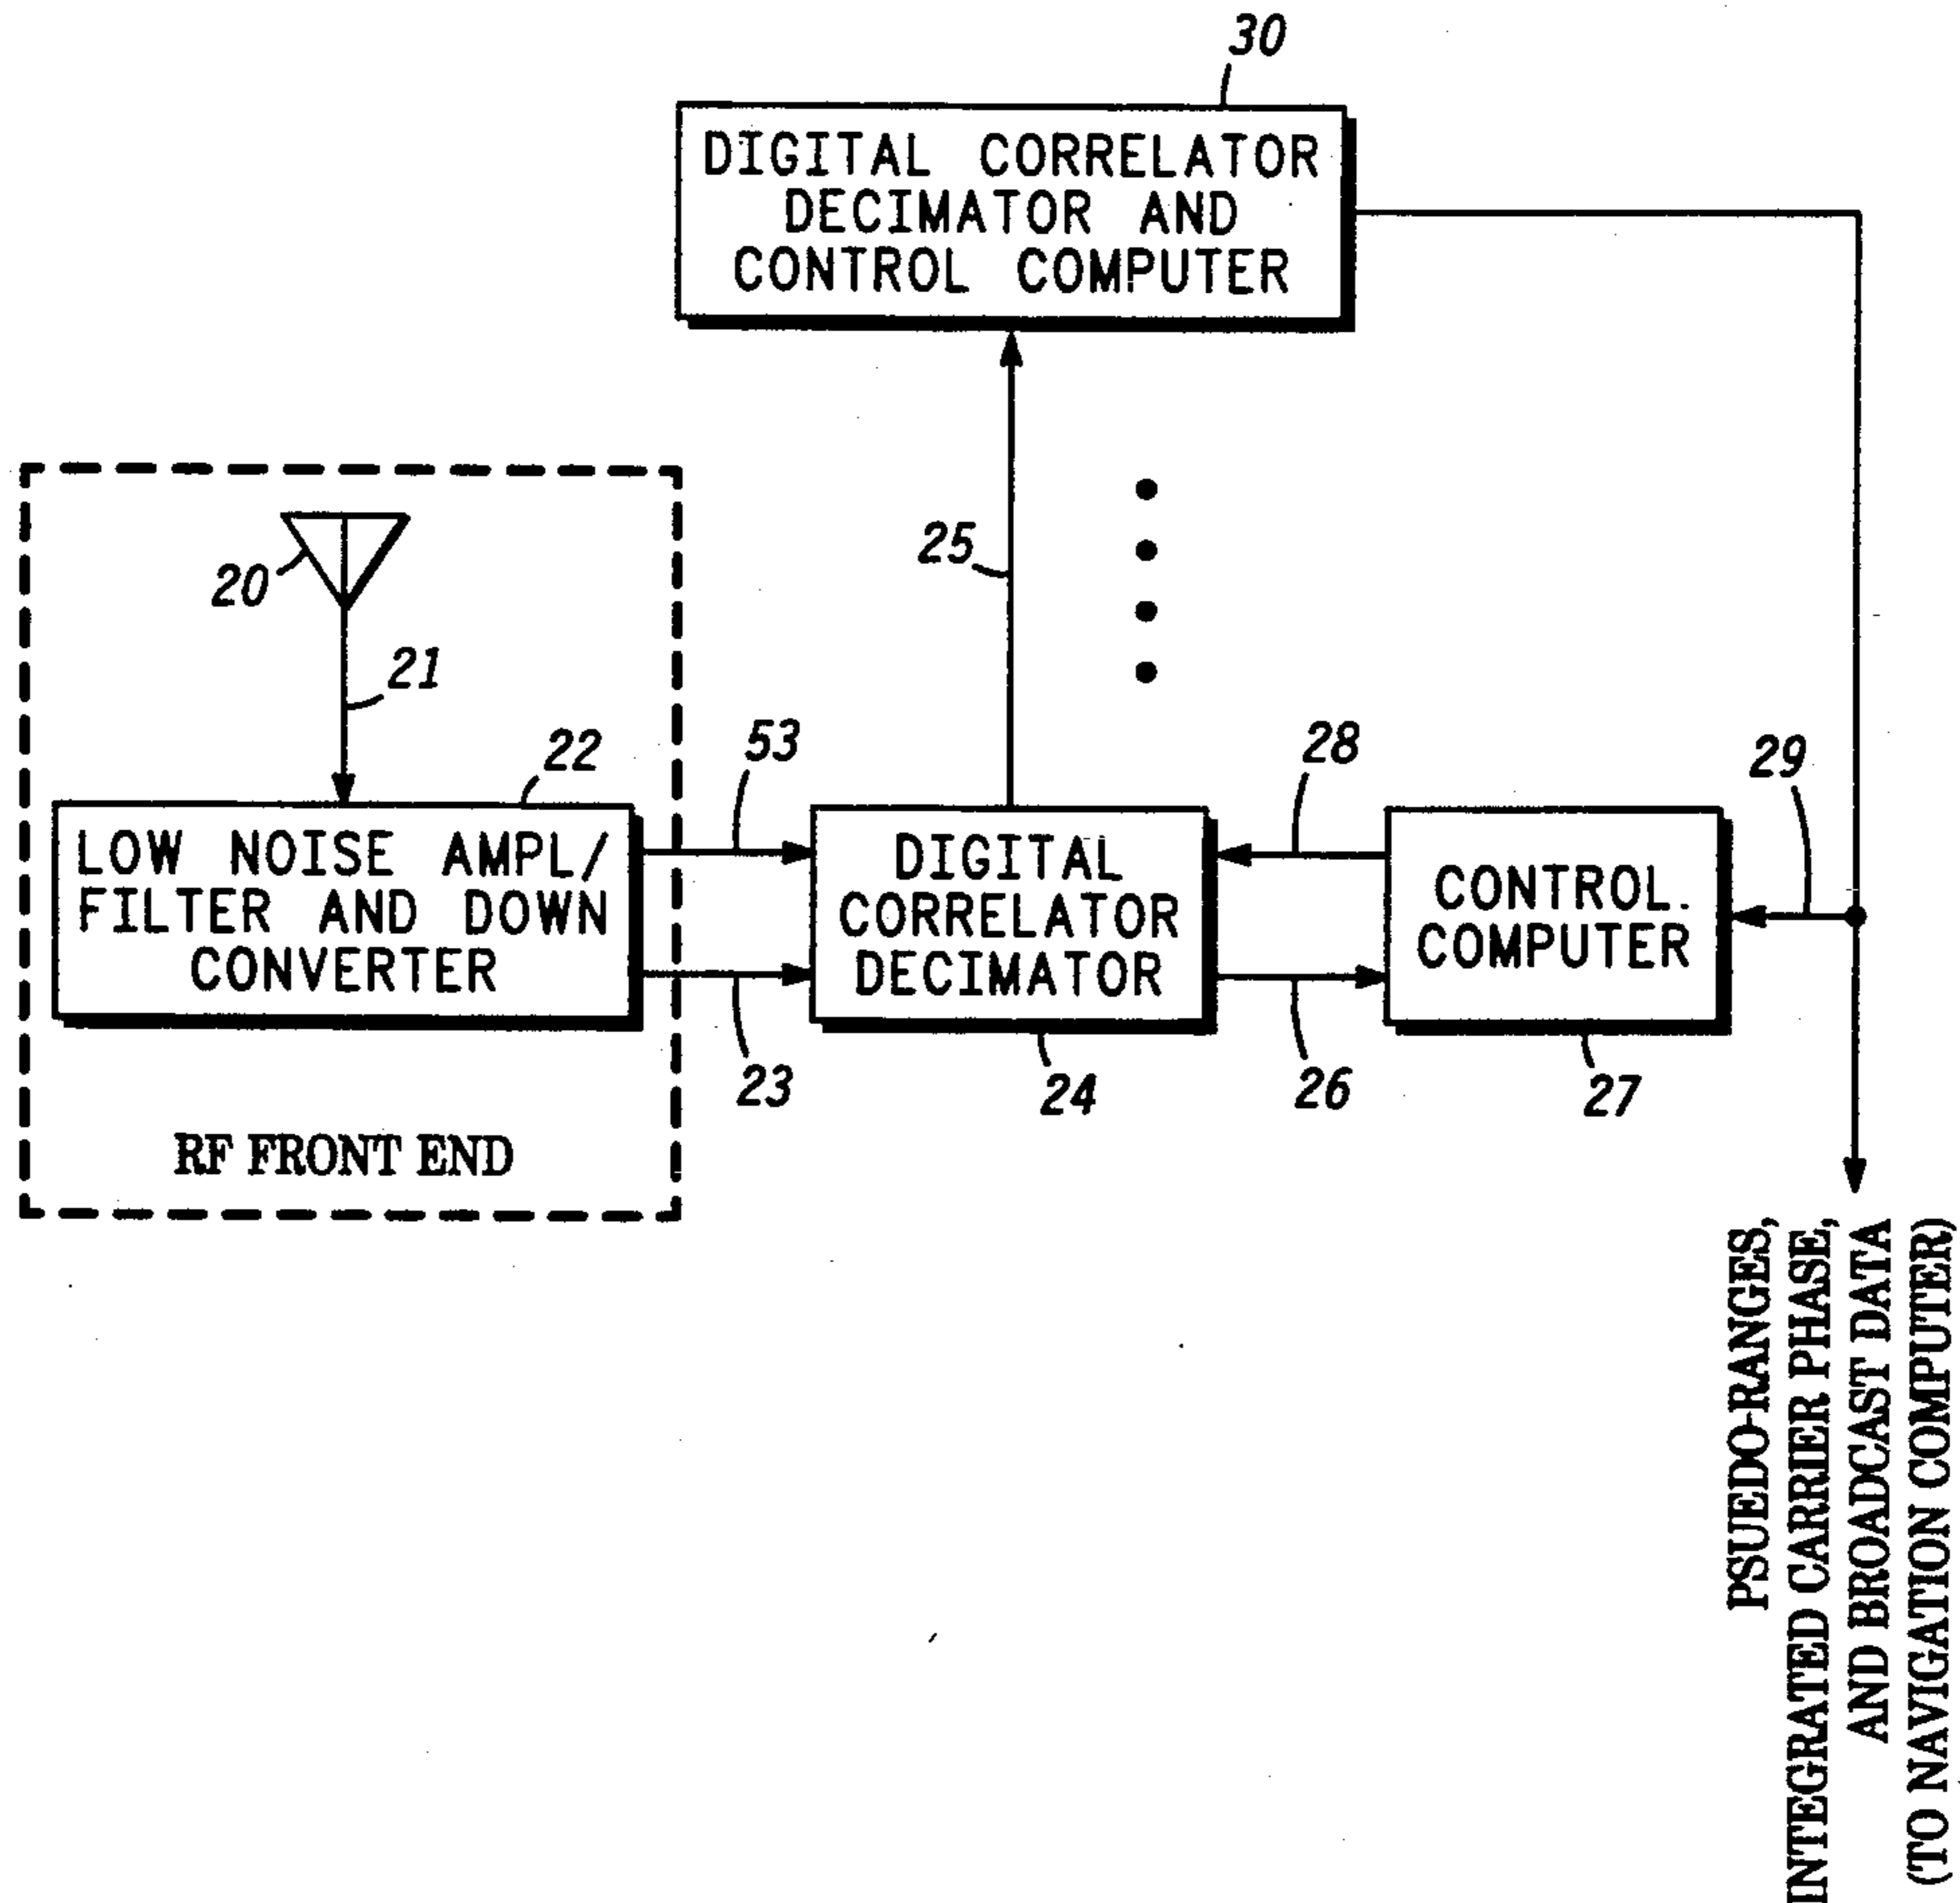 30
DIGITAL CORRELATOR
DECIMATOR AND
CONTROL COMPUTER
20
21
25
22
53
28
29
LOW NOISE AMPL/
FILTER AND DOWN
CONVERTER
DIGITAL
CORRELATOR
DECIMATOR
CONTROL.
COMPUTER
23
24
26
27
RF FRONT END
PSUEDO-RANGES,
INTEGRATED CARRIER PHASE,
AND BROADCAST DATA
(TO NAVIGATION COMPUTER)